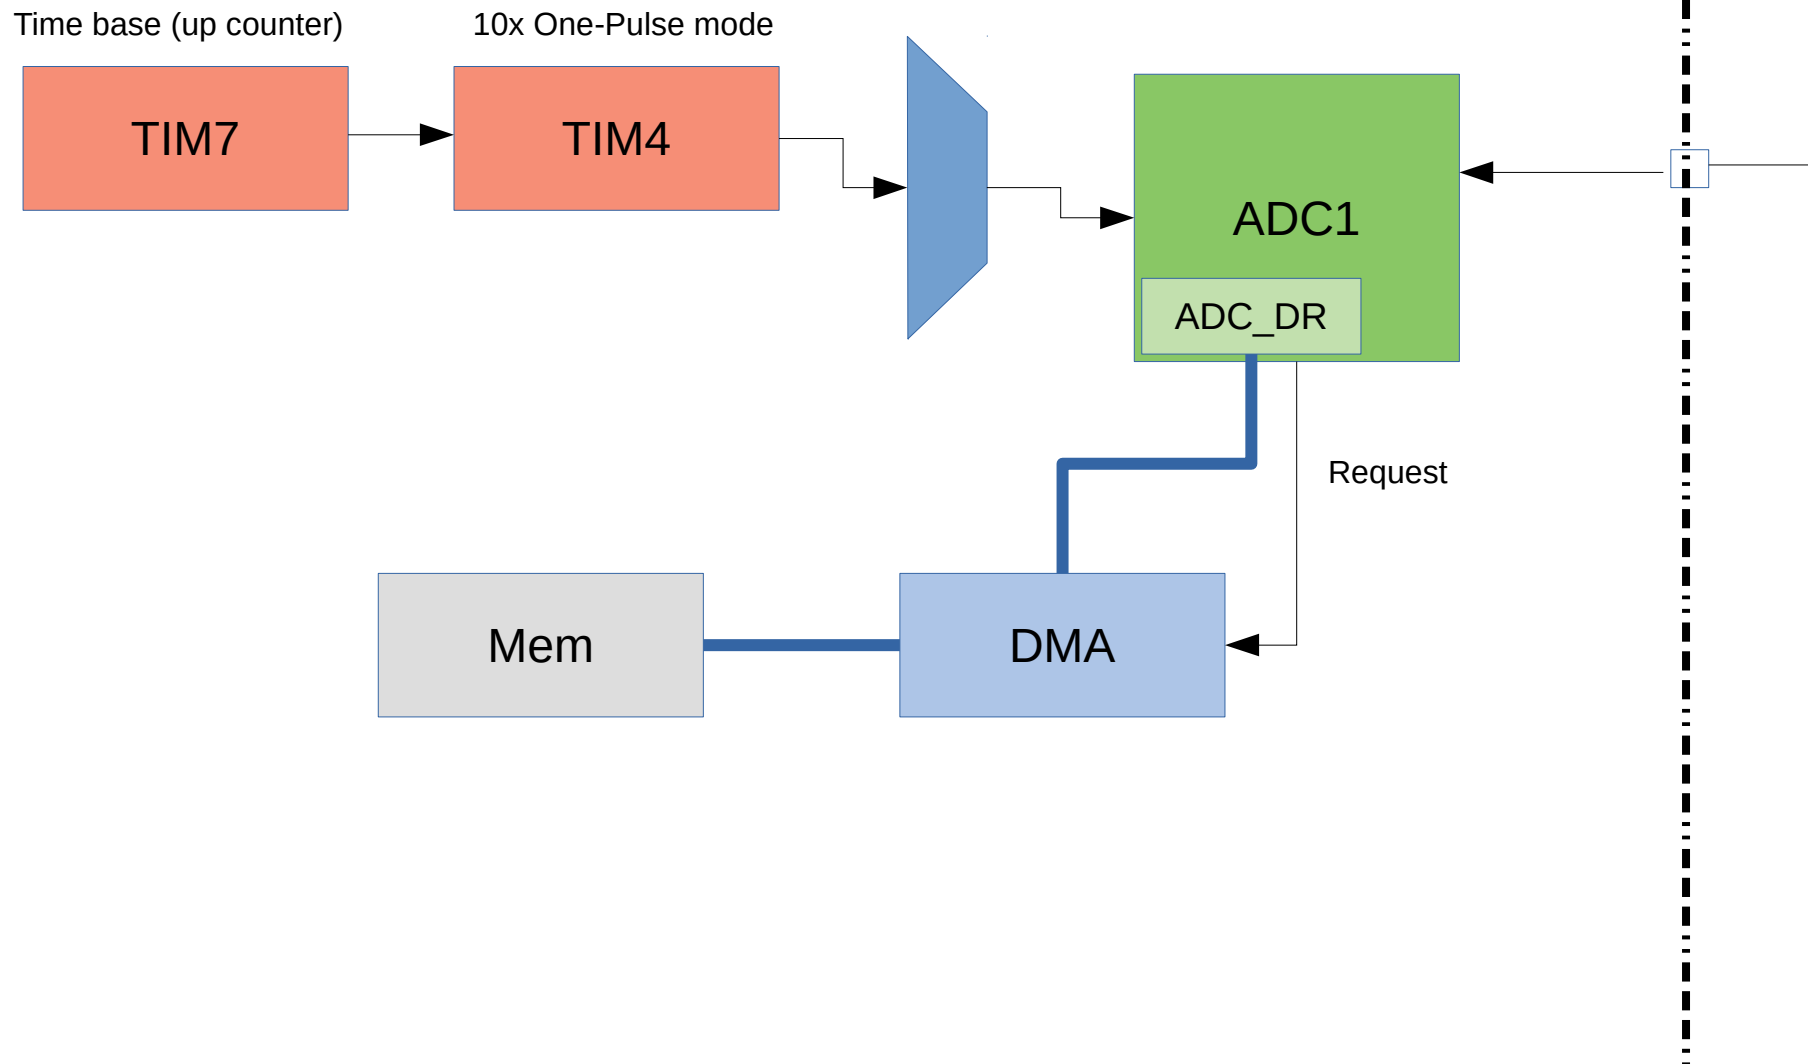 Time base (up counter)
10x One-Pulse mode
TIM7
TIM4
ADC1
ADC_DR
Request
Mem
DMA